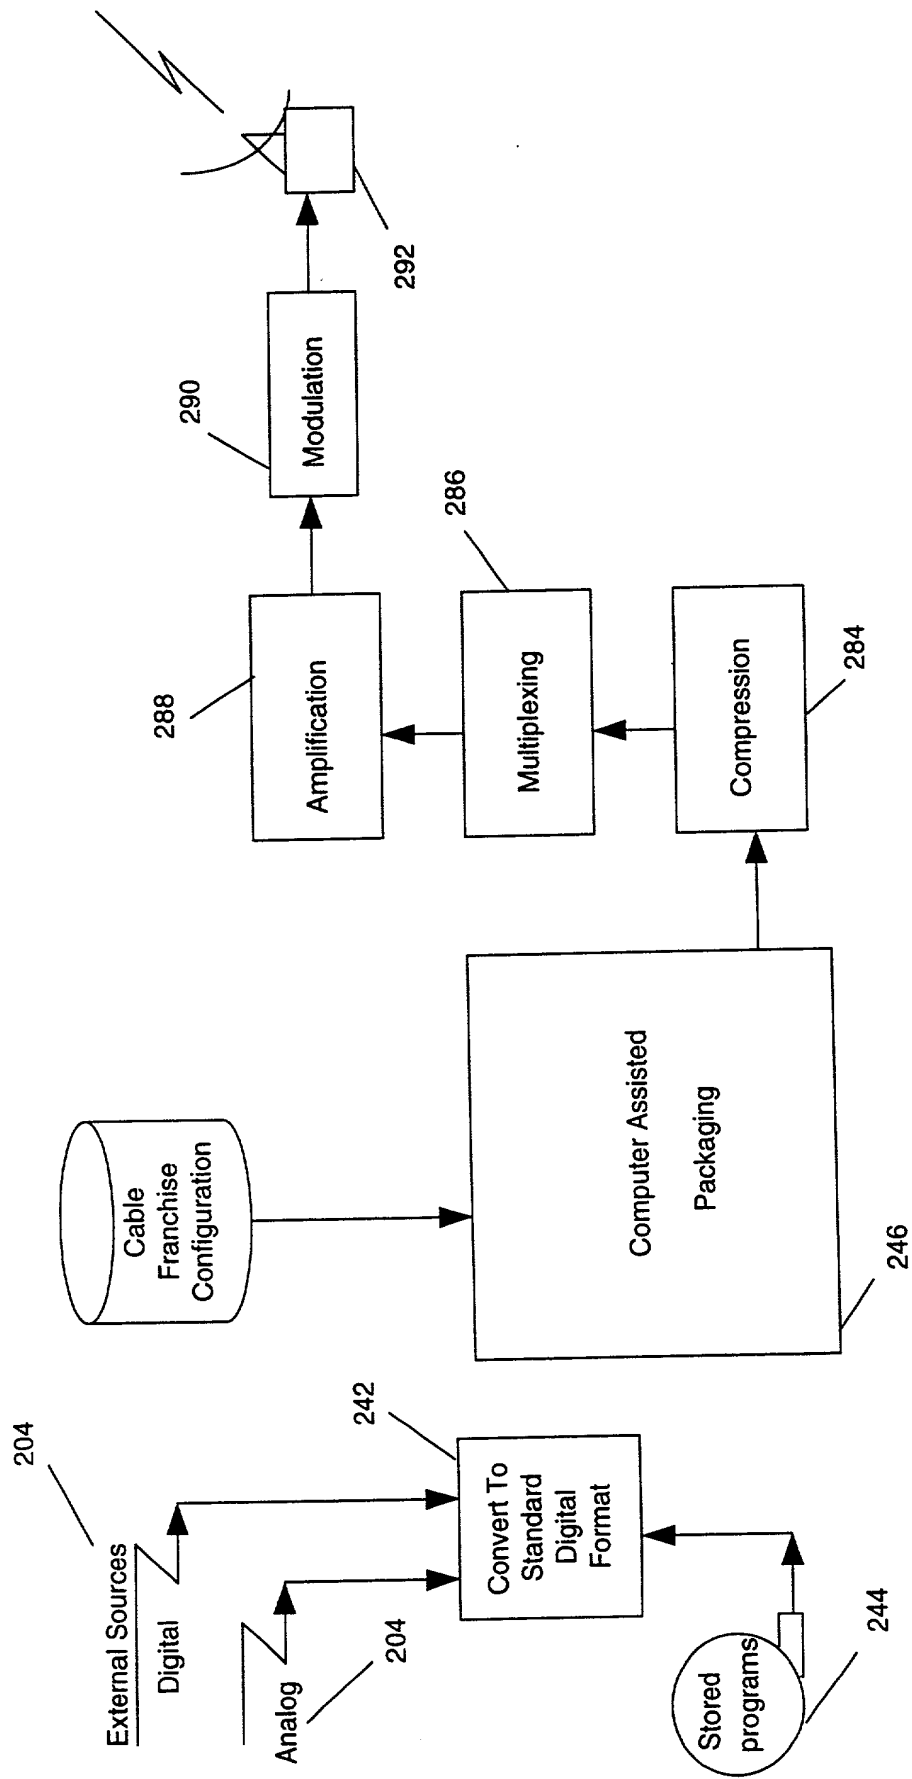 204
External Sources
Digital
Analog
204
242
Convert To
Standard
Digital
Format
Stored
programs
244
Cable
Franchise
Configuration
Computer Assisted
Packaging
246
288
Amplification
286
Multiplexing
Compression
284
290
Modulation
292